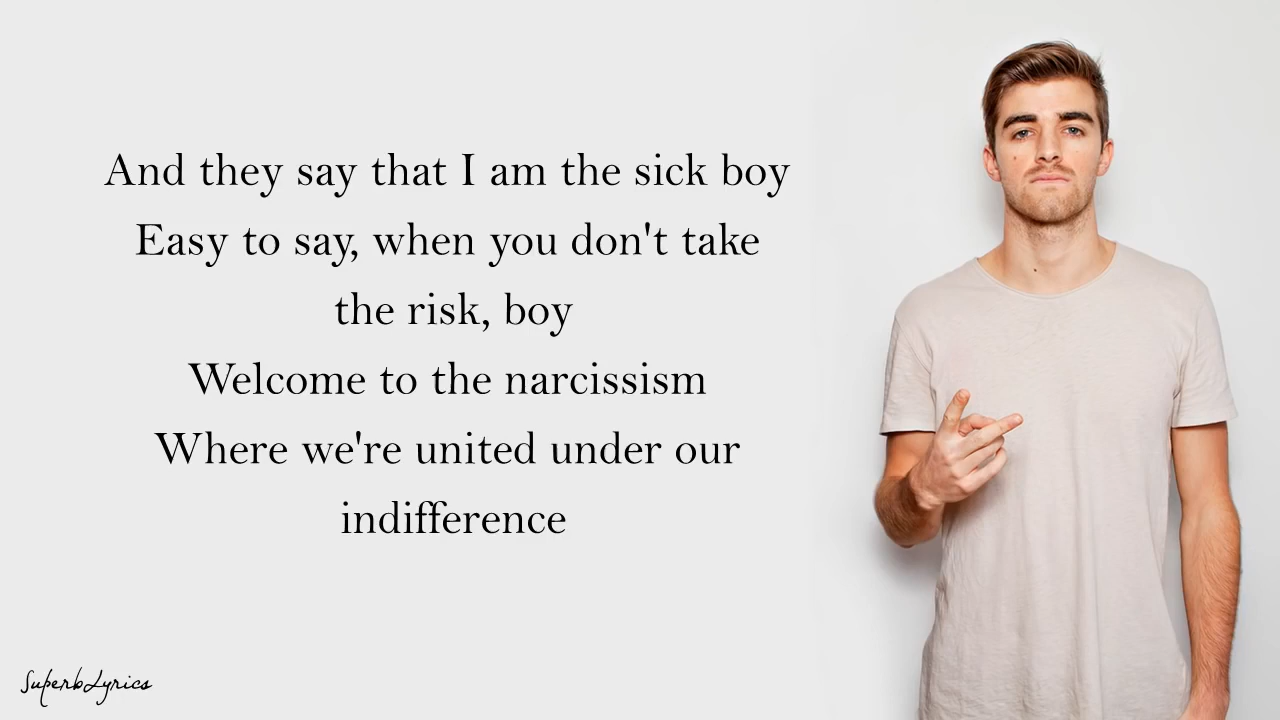 And they say that I am the sick boy
Easy to say, when you don't take
the risk, boy
Welcome to the narcissism
Where we're united under our
indifference
SuperbLyrics